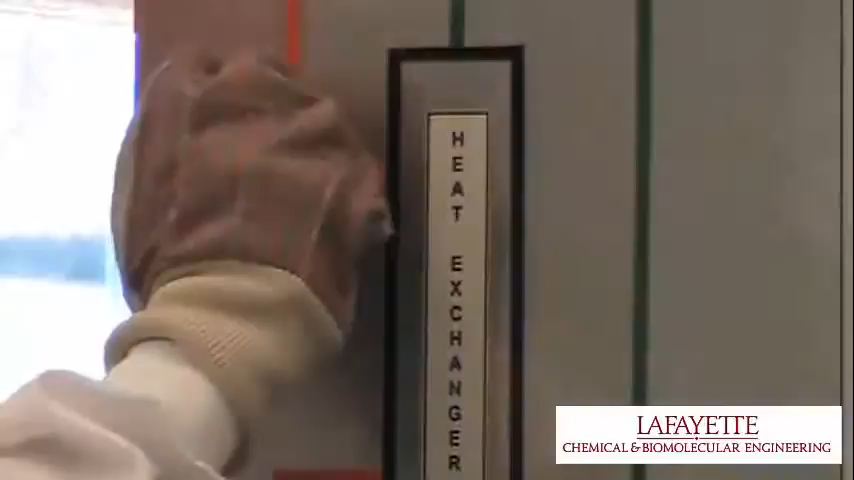 HEAT EXCHANGER
LAFAYETTE
CHEMICAL & BIOMOLECULAR ENGINEERING